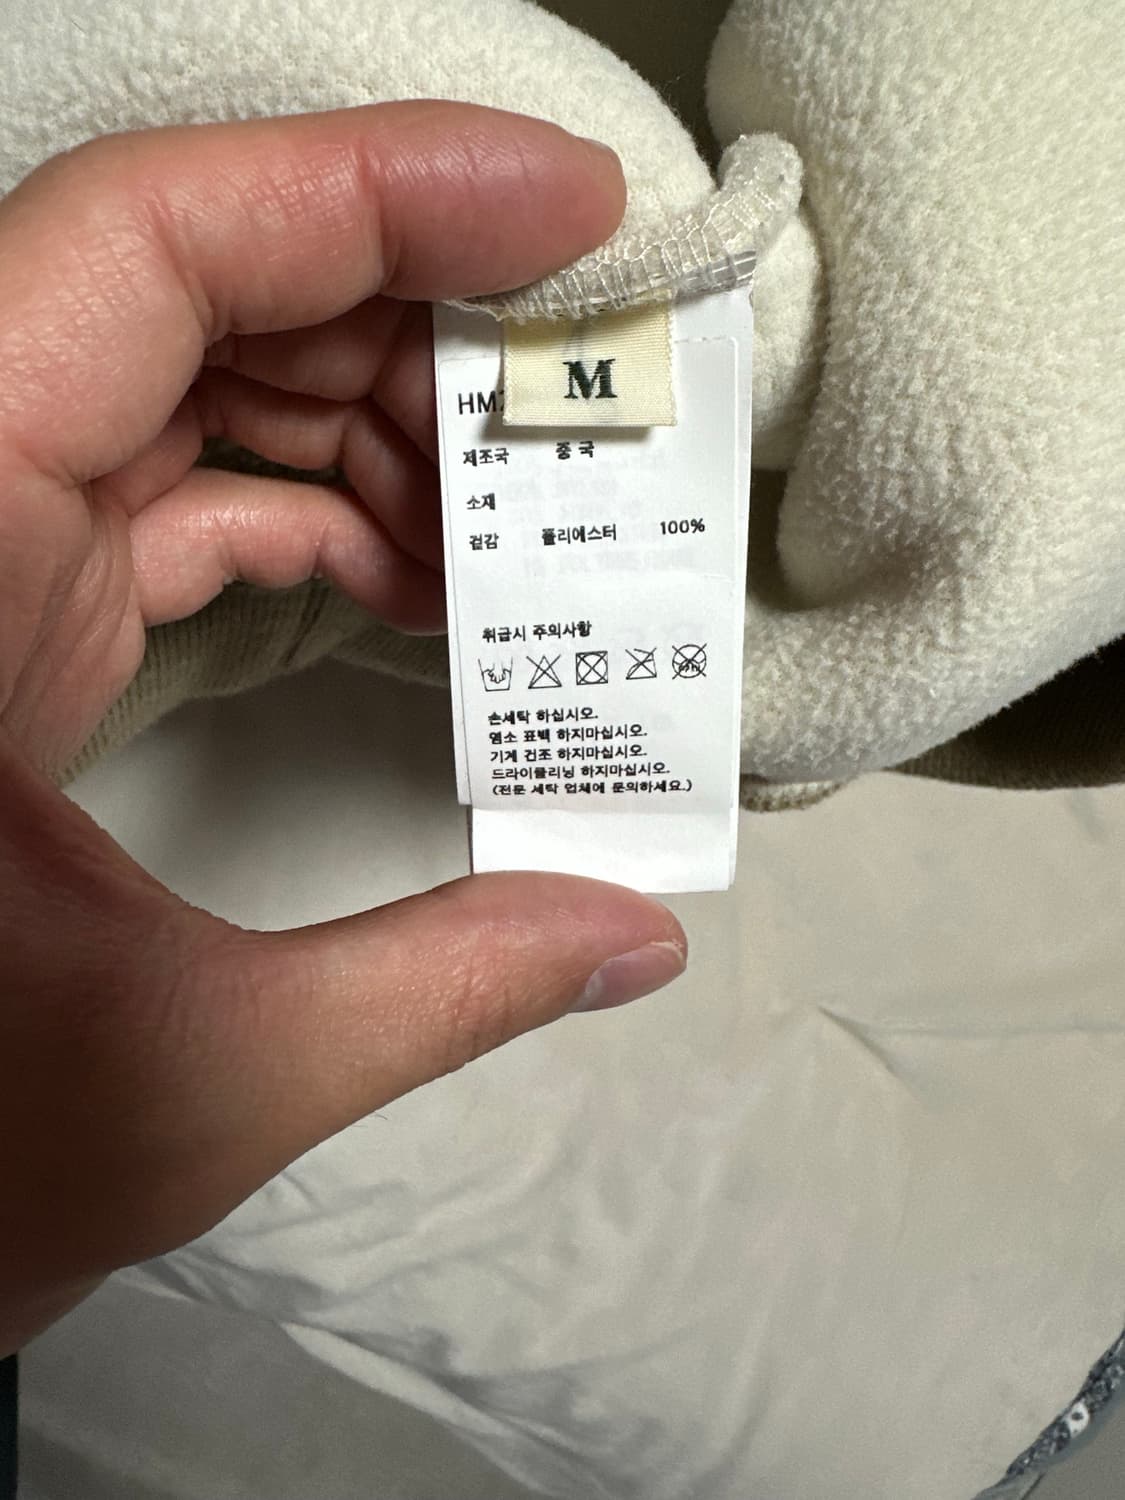 M
HM
제조국 중국
소재
겉감 폴리에스터 100%
취급시 주의사항
손세탁 하십시오.
염소 표백 하지마십시오.
기계 건조 하지마십시오.
드라이클리닝 하지마십시오.
(전문 세탁 업체에 문의하세요.)